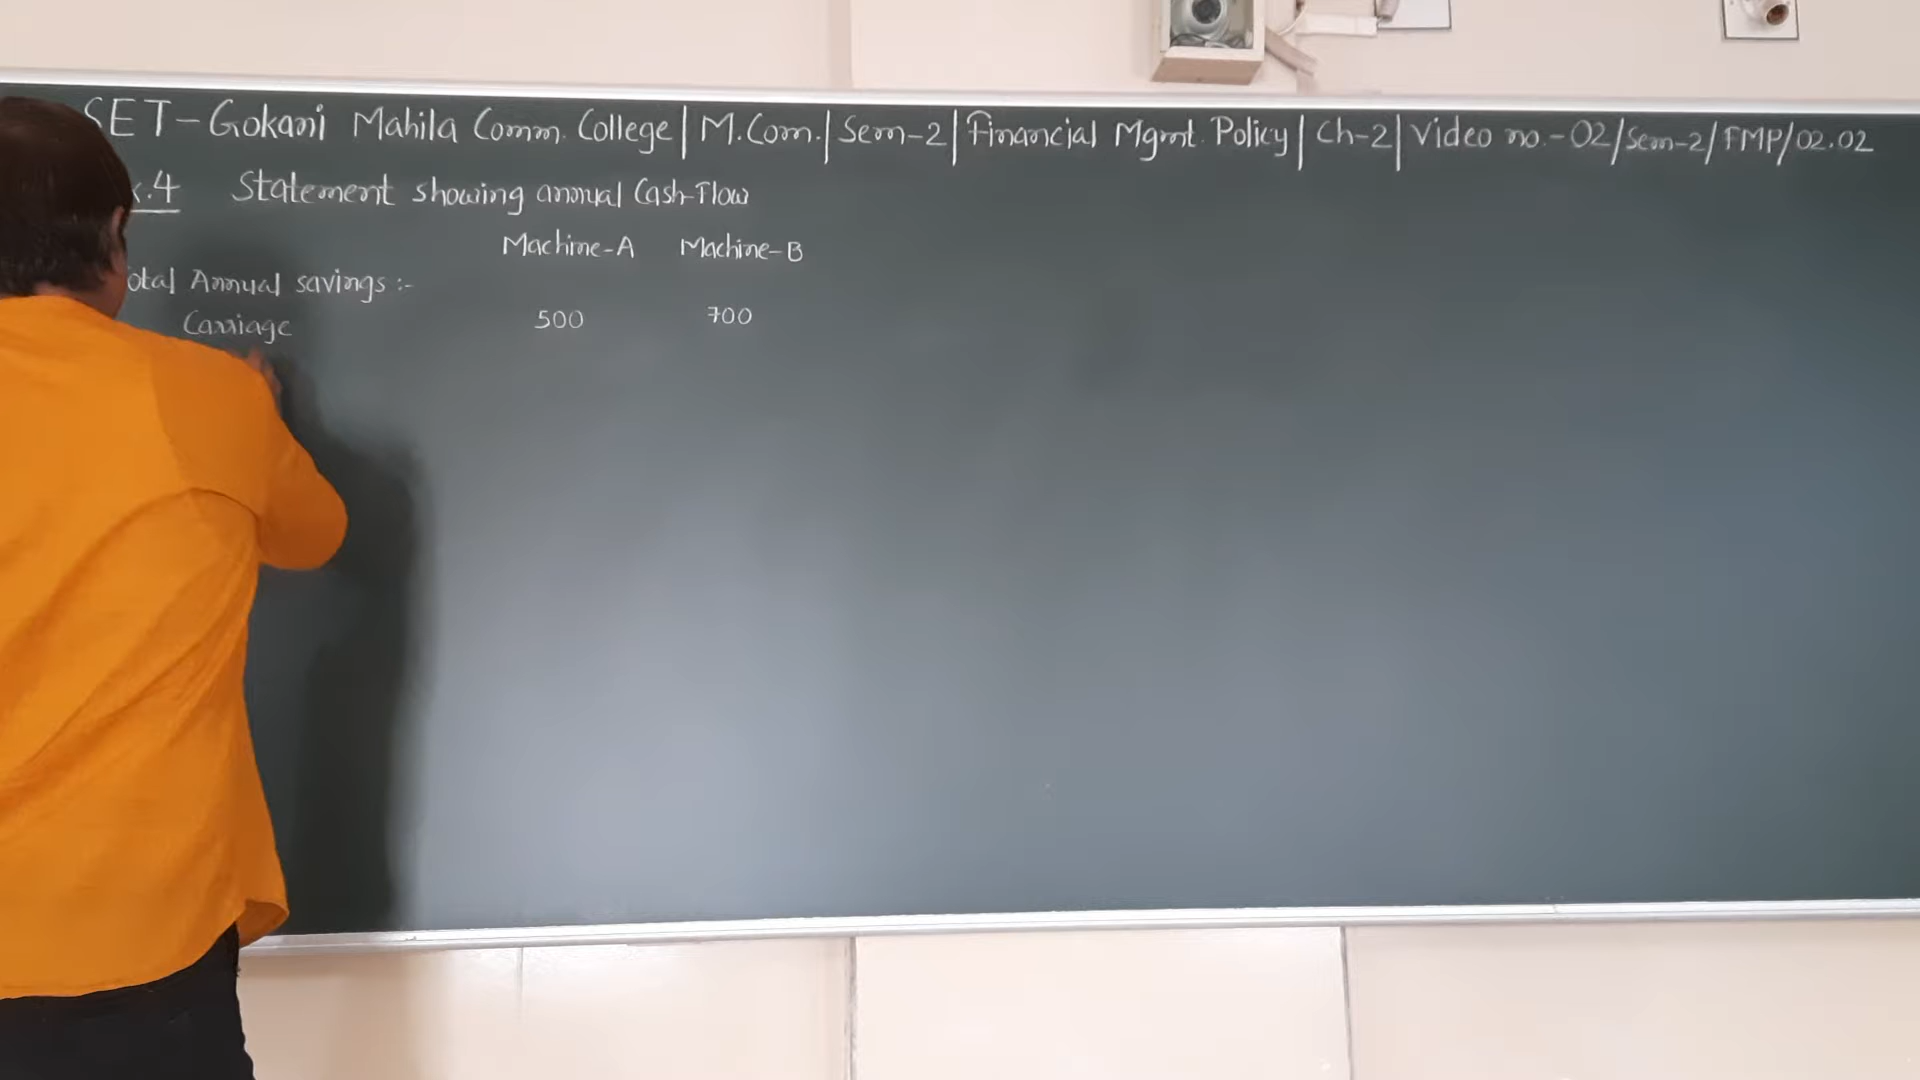 SET-Gokani Mahila Comm. College | M.Com. | Sem-2 | Financial Mgmt. Policy | Ch-2 | Video no.-02/Sem-2/FMP/02.02
.4 Statement showing annual Cash-Flow
Machine-A Machine-B
otal Annual savings :-
Carriage 500 700